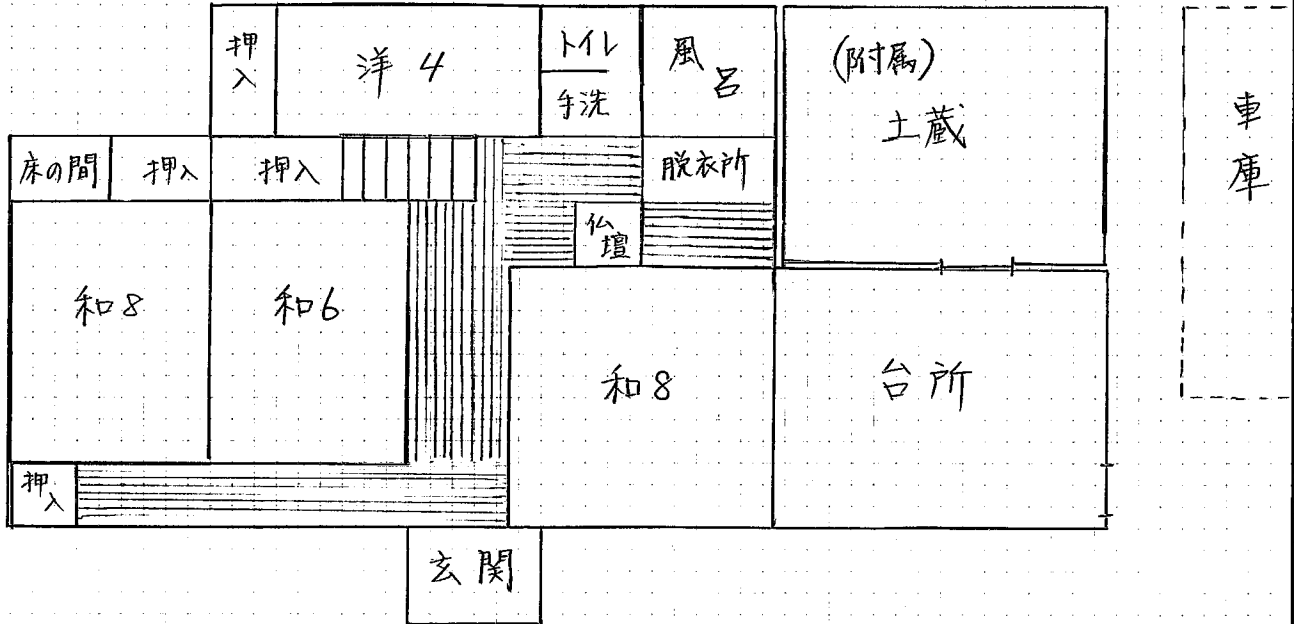 押入
洋 4
トイレ
手洗
風呂
(附属)
土蔵
車庫
床の間
押入
押入
脱衣所
仏壇
和8
和6
和8
台所
押入
玄関